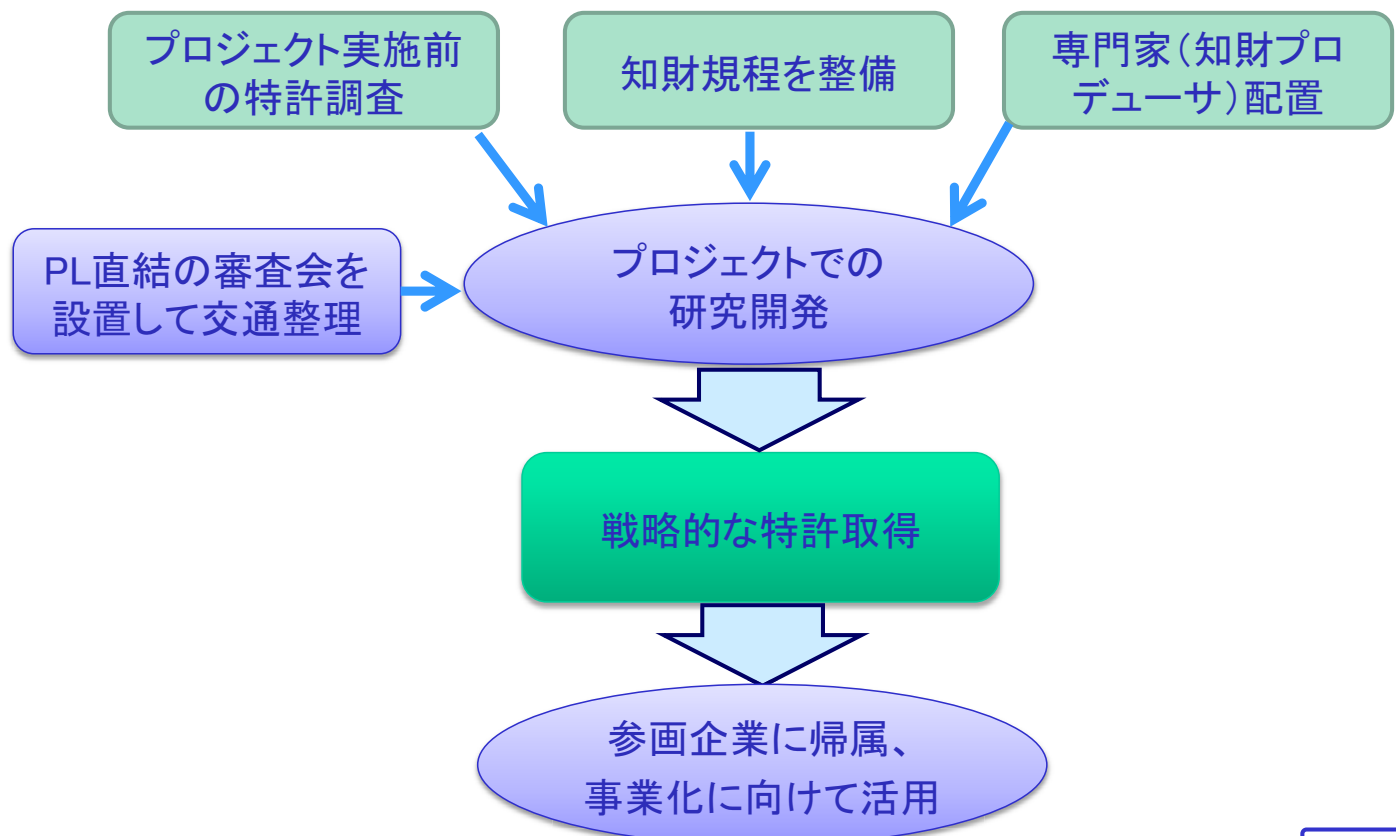 プロジェクト実施前
の特許調査
知財規程を整備
専門家(知財プロ
デューサ)配置
PL直結の審査会を
設置して交通整理
プロジェクトでの
研究開発
戦略的な特許取得
参画企業に帰属、
事業化に向けて活用